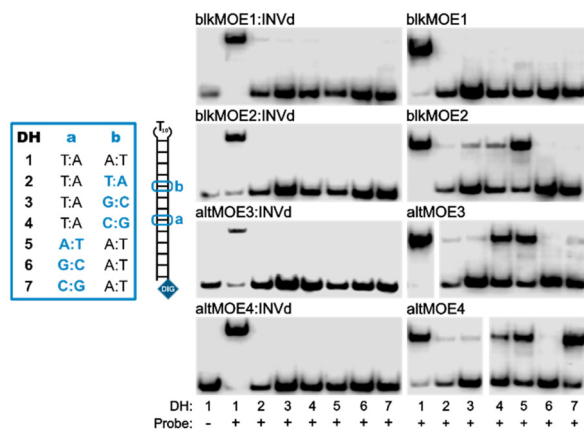 blkMOE1:INVd blkMOE1
blkMOE2:INVd blkMOE2
altMOE3:INVd altMOE3
altMOE4:INVd altMOE4
DH a b
1 T:A A:T
2 T:A T:A
3 T:A G:C
4 T:A C:G
5 A:T A:T
6 G:C A:T
7 C:G A:T
T10
b
a
DIG
DH: 1 1 2 3 4 5 6 7 1 2 3 4 5 6 7
Probe: - + + + + + + + + + + + + + +